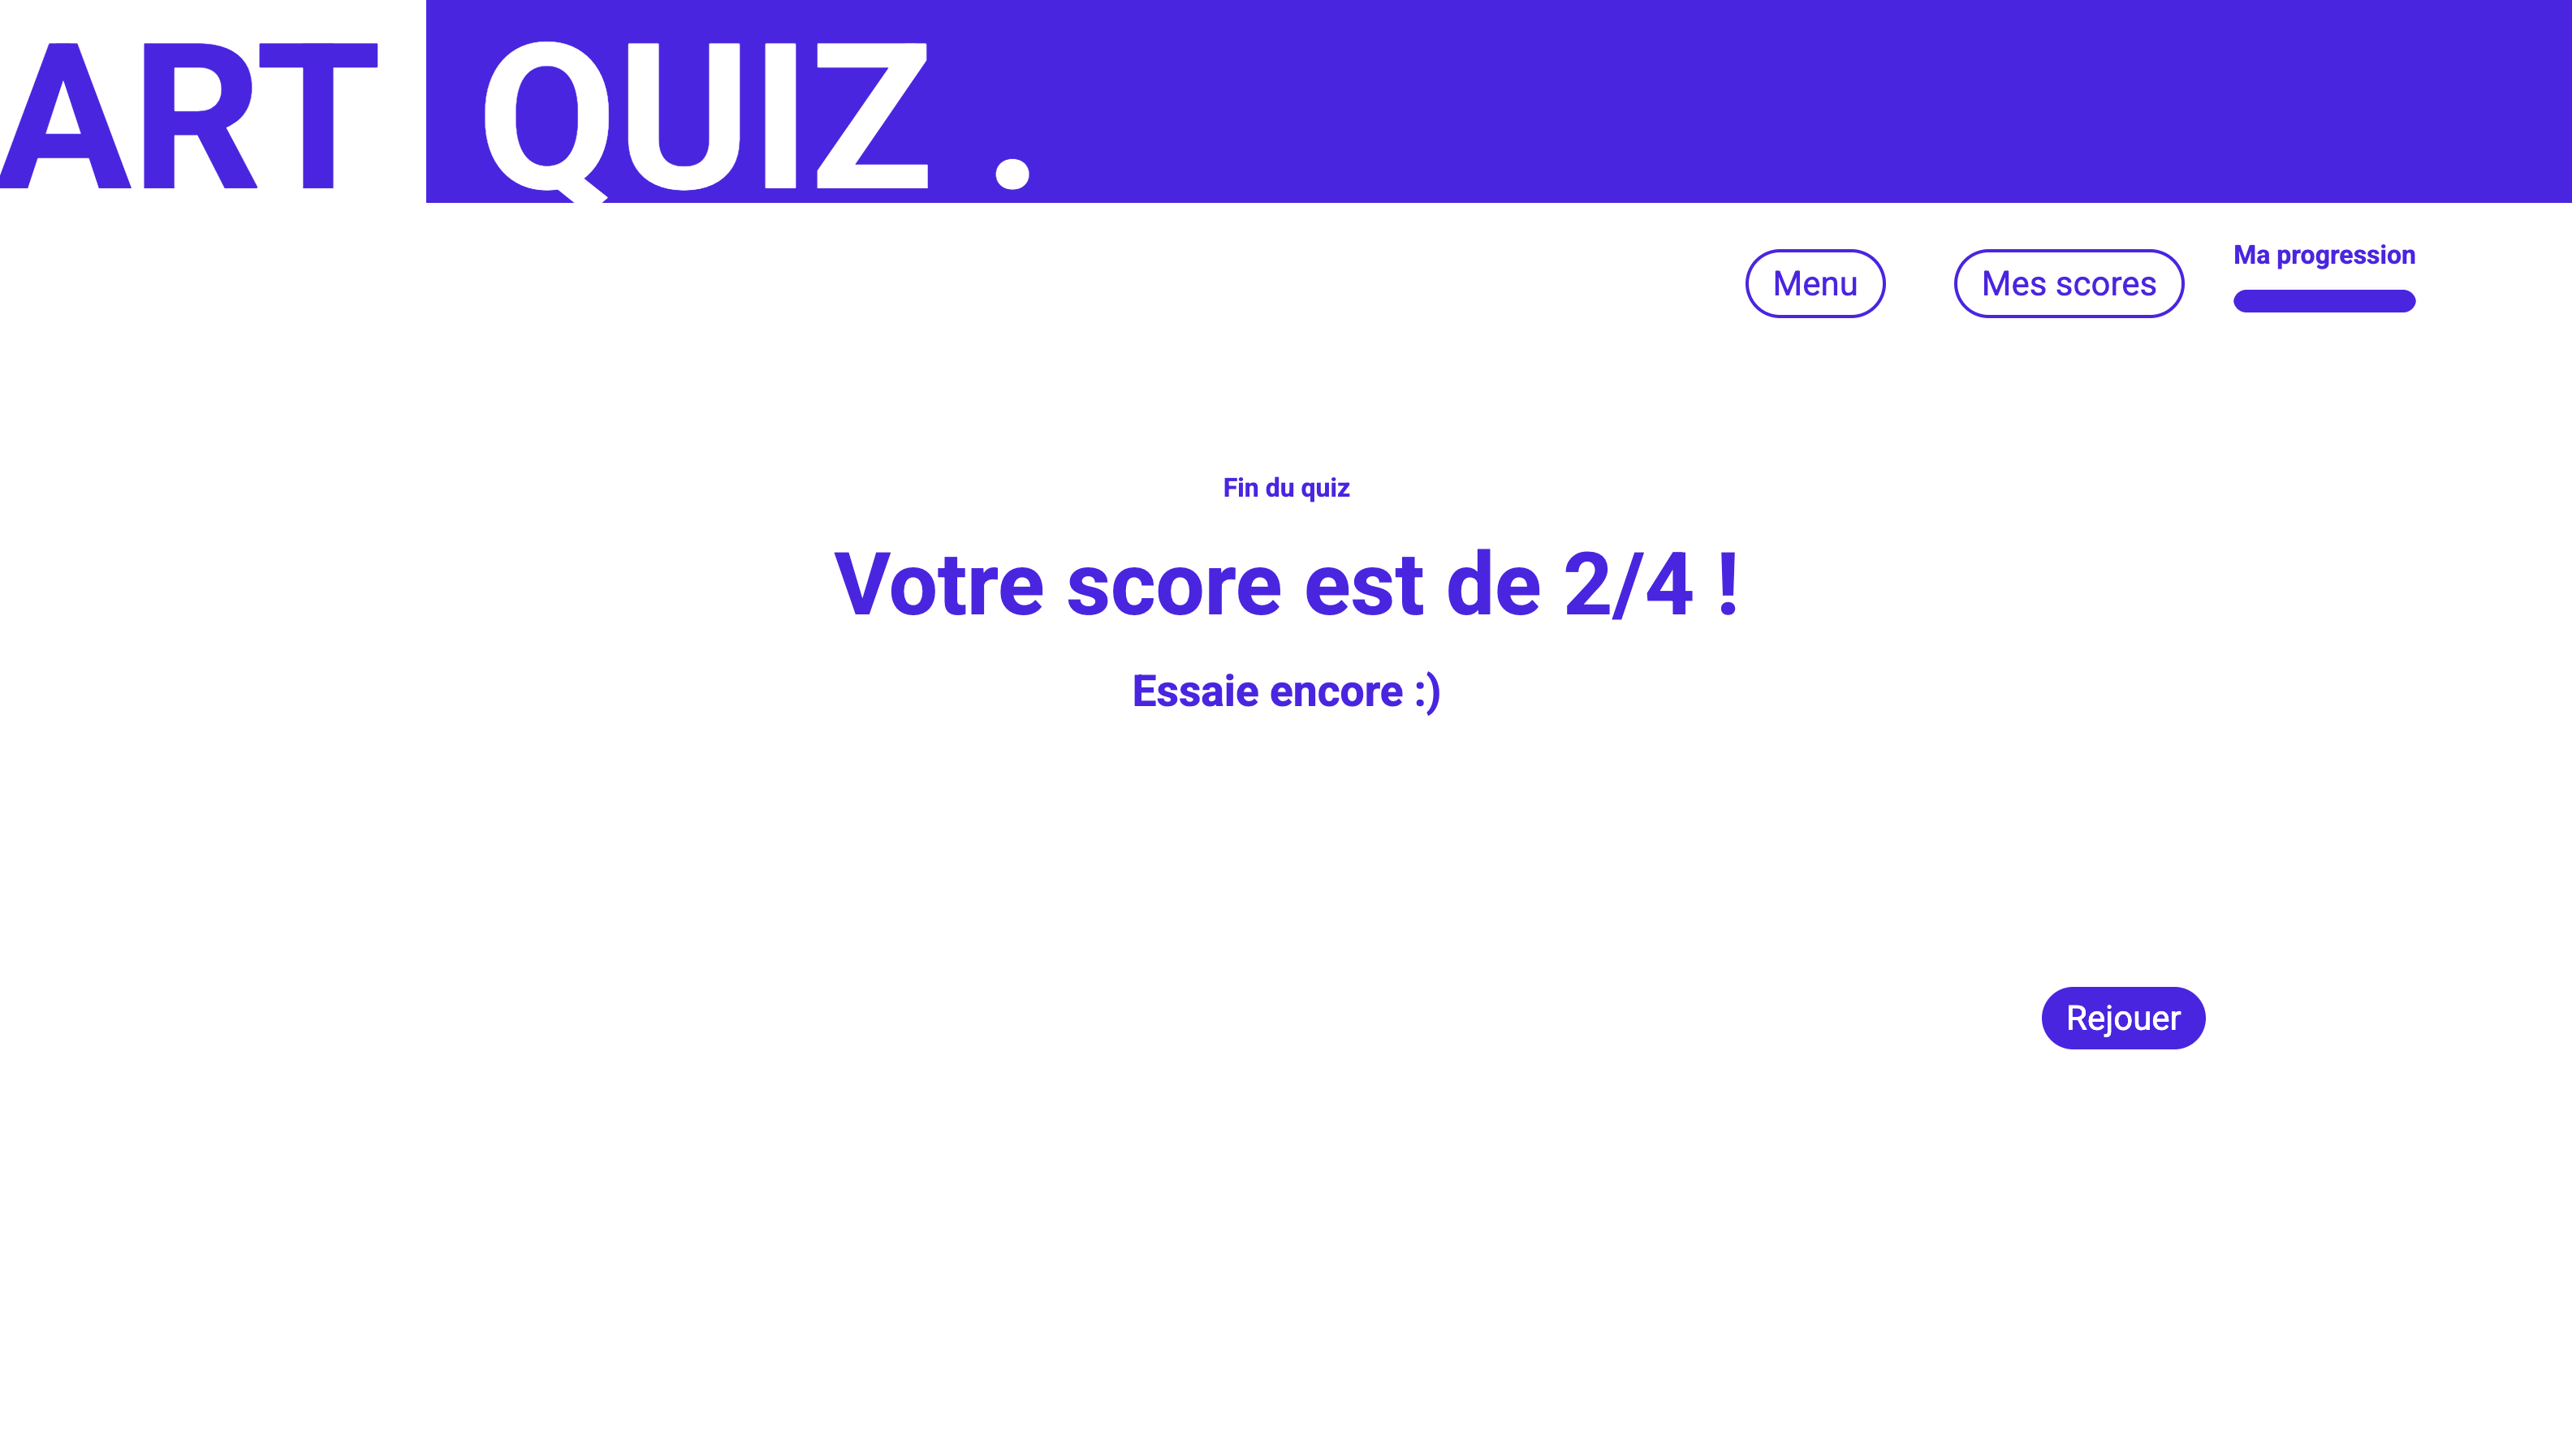 ART QUIZ .
Menu
Mes scores
Ma progression
Fin du quiz
Votre score est de 2/4 !
Essaie encore :)
Rejouer